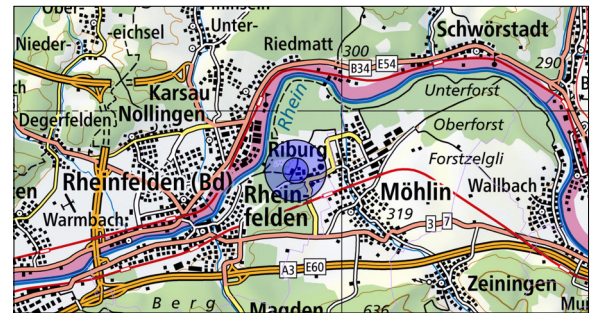 Ober-
Unter-
-eichsel
Nieder-
Riedmatt
300
Schwörstadt
B34
E54
290
Karsau
Rhein
Unterforst
Degerfelden
Nollingen
Oberforst
Riburg
Forstzelgli
Rheinfelden (Bd)
Rhein-
felden
Möhlin
Wallbach
Warmbach
319
3
7
A3
E60
Zeiningen
Berg
Magden
636